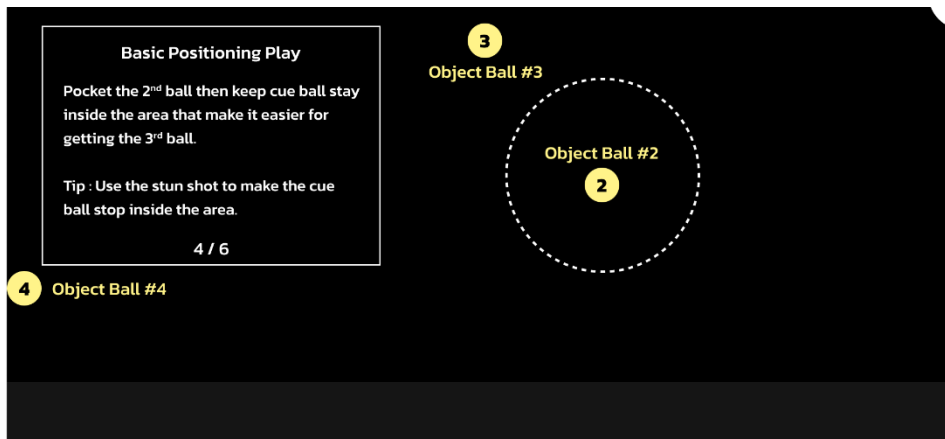 Basic Positioning Play
Pocket the 2nd ball then keep cue ball stay
inside the area that make it easier for
getting the 3rd ball.
Tip : Use the stun shot to make the cue
ball stop inside the area.
4 / 6
3
Object Ball #3
Object Ball #2
2
4 Object Ball #4